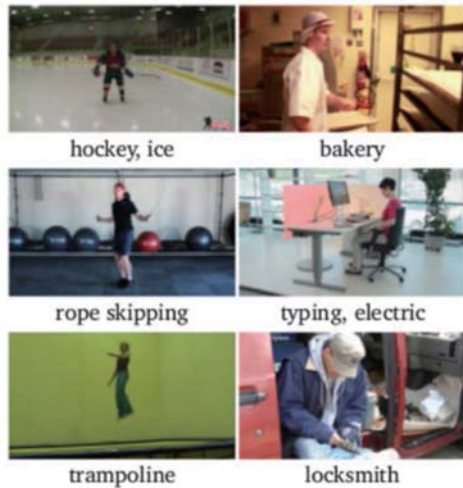 hockey, ice
bakery
rope skipping
typing, electric
trampoline
locksmith